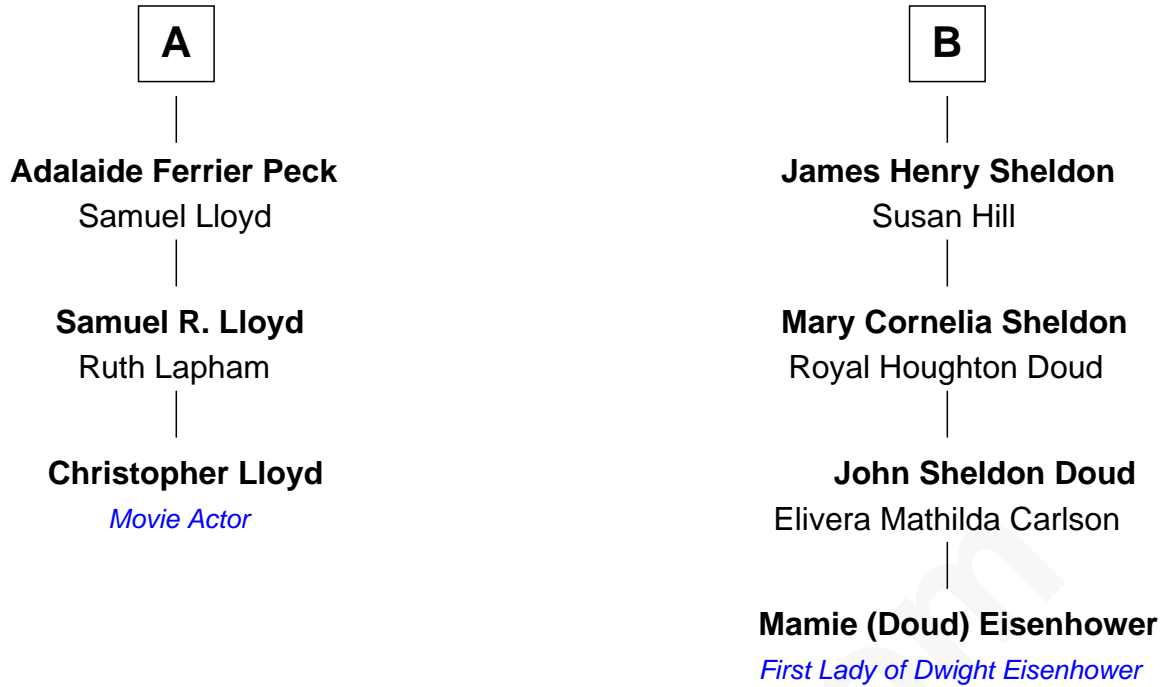 A
Adalaide Ferrier Peck
Samuel Lloyd
Samuel R. Lloyd
Ruth Lapham
Christopher Lloyd
Movie Actor
B
James Henry Sheldon
Susan Hill
Mary Cornelia Sheldon
Royal Houghton Doud
John Sheldon Doud
Elivera Mathilda Carlson
Mamie (Doud) Eisenhower
First Lady of Dwight Eisenhower